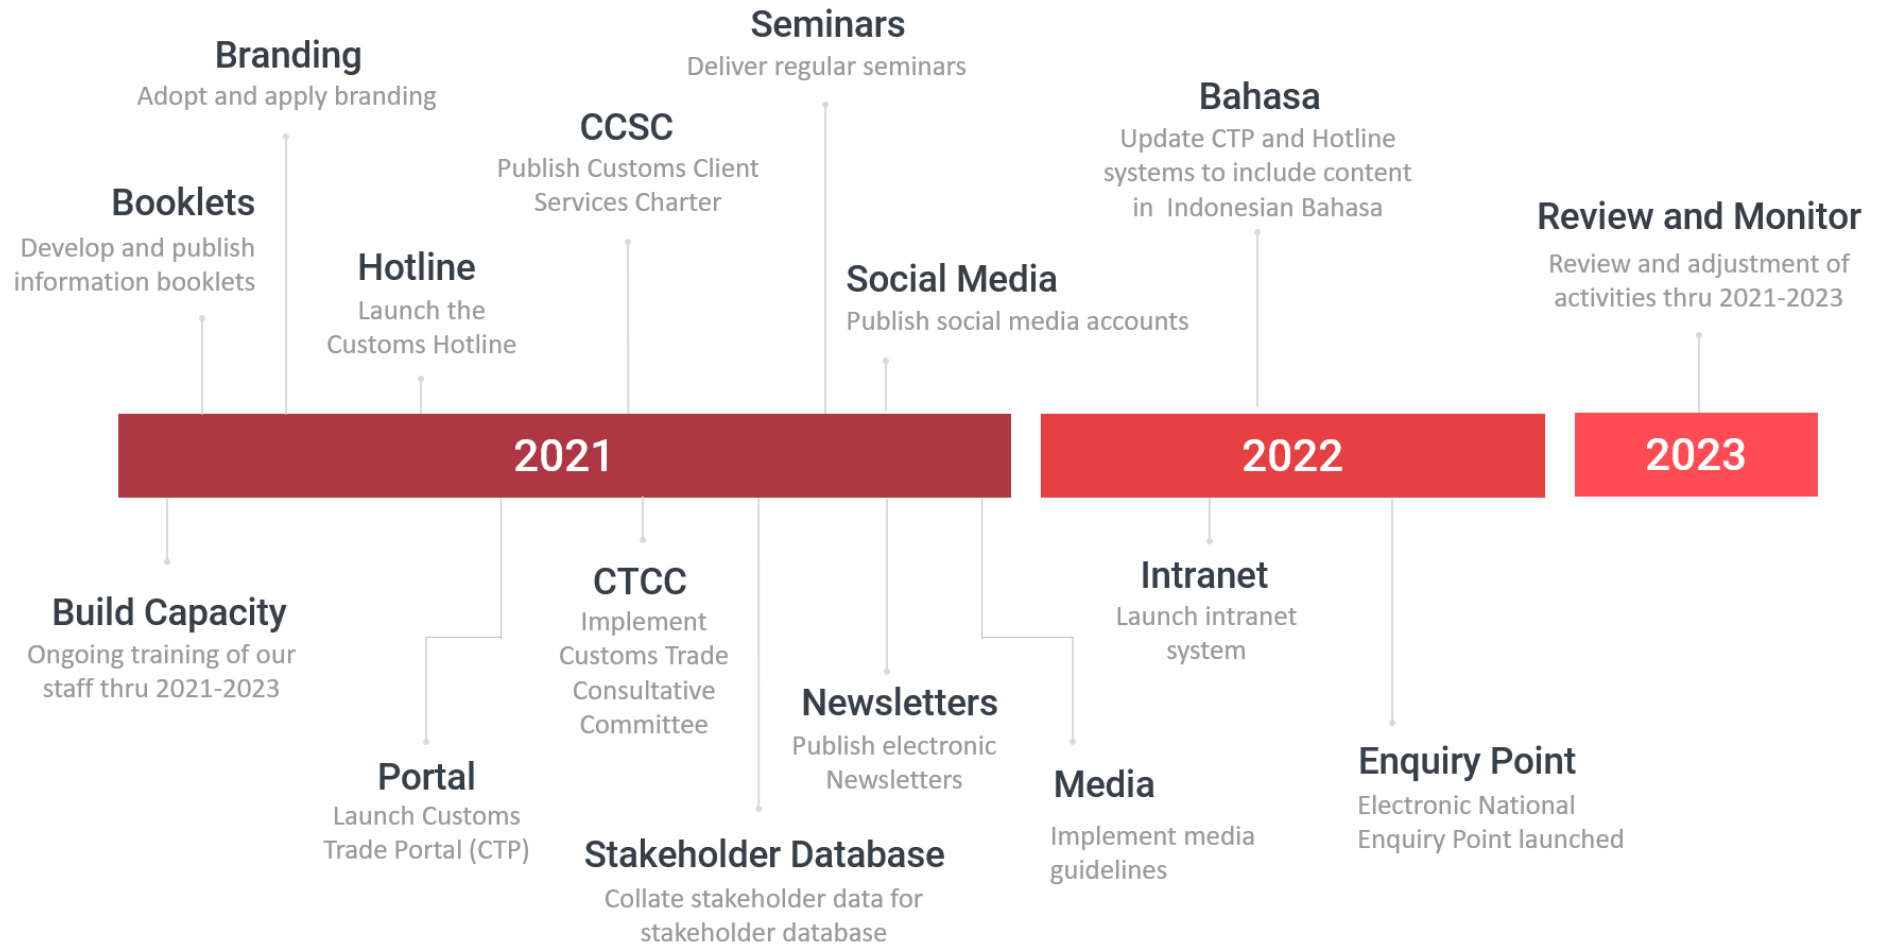 Seminars
Deliver regular seminars
Branding
Adopt and apply branding
CCSC
Publish Customs Client
Services Charter
Bahasa
Update CTP and Hotline
systems to include content
in Indonesian Bahasa
Booklets
Develop and publish
information booklets
Hotline
Launch the
Customs Hotline
Social Media
Publish social media accounts
Review and Monitor
Review and adjustment of
activities thru 2021-2023
2021
2022
2023
Build Capacity
Ongoing training of our
staff thru 2021-2023
Portal
Launch Customs
Trade Portal (CTP)
CTCC
Implement
Customs Trade
Consultative
Committee
Stakeholder Database
Collate stakeholder data for
stakeholder database
Newsletters
Publish electronic
Newsletters
Media
Implement media
guidelines
Intranet
Launch intranet
system
Enquiry Point
Electronic National
Enquiry Point launched